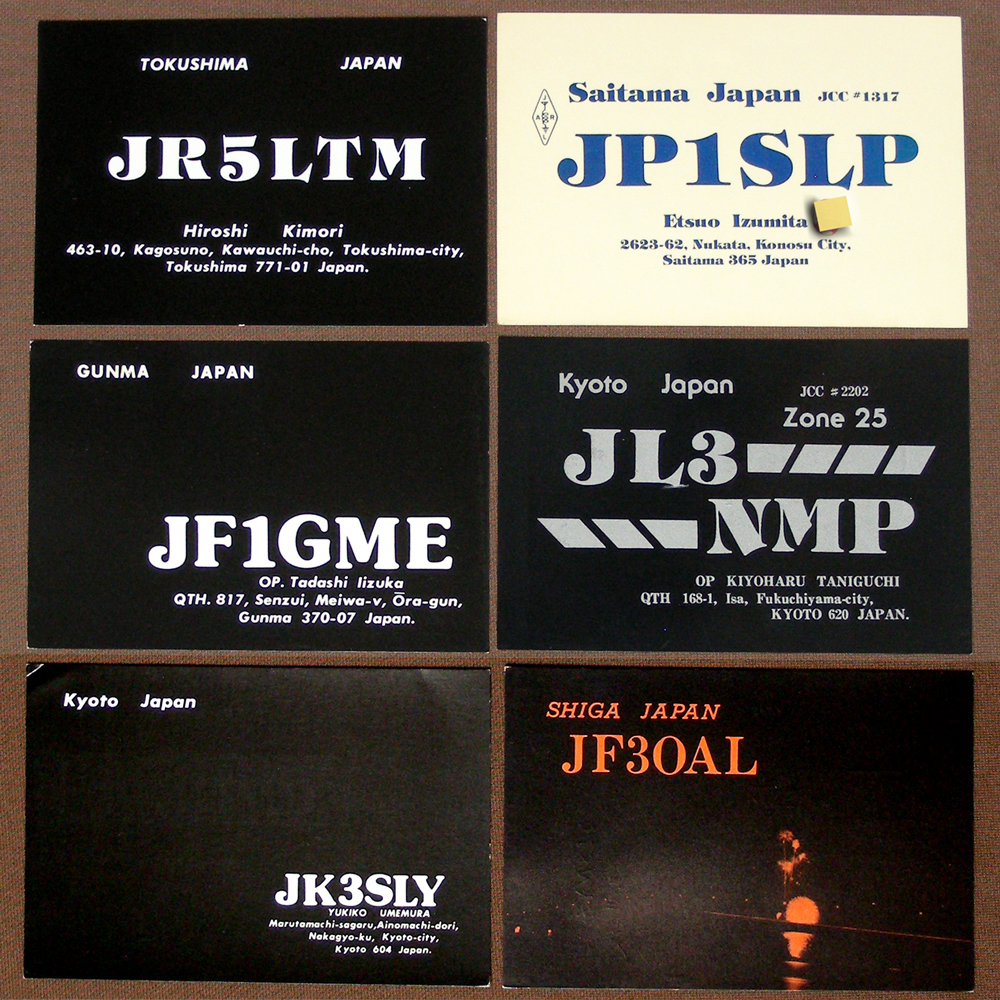 TOKUSHIMA JAPAN
JR5LTM
Hiroshi Kimori
463-10, Kagosuno, Kawauchi-cho, Tokushima-city,
Tokushima 771-01 Japan.
Saitama Japan JCC #1317
JARL
JP1SLP
Etsuo Izumita
2623-62, Nukata, Konosu City,
Saitama 365 Japan
GUNMA JAPAN
JF1GME
OP. Tadashi Iizuka
QTH. 817, Senzui, Meiwa-v, Ōra-gun,
Gunma 370-07 Japan.
Kyoto Japan JCC #2202
Zone 25
JL3
NMP
OP KIYOHARU TANIGUCHI
QTH 168-1, Isa, Fukuchiyama-city,
KYOTO 620 JAPAN.
Kyoto Japan
JK3SLY
YUKIKO UMEMURA
Marutamachi-sagaru,Ainomachi-dori,
Nakagyo-ku, Kyoto-city,
Kyoto 604 Japan.
SHIGA JAPAN
JF3OAL